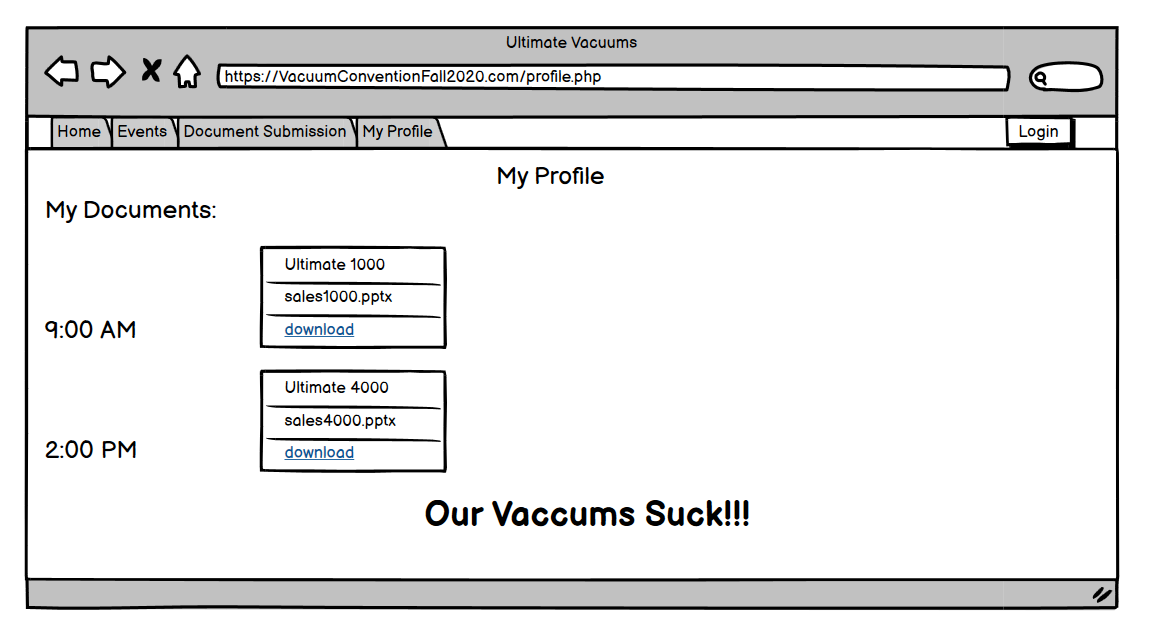 Ultimate Vacuums
https://VacuumConventionFall2020.com/profile.php
Home Events Document Submission My Profile Login
My Profile
My Documents:
Ultimate 1000
sales1000.pptx
9:00 AM download
Ultimate 4000
sales4000.pptx
2:00 PM download
Our Vaccums Suck!!!